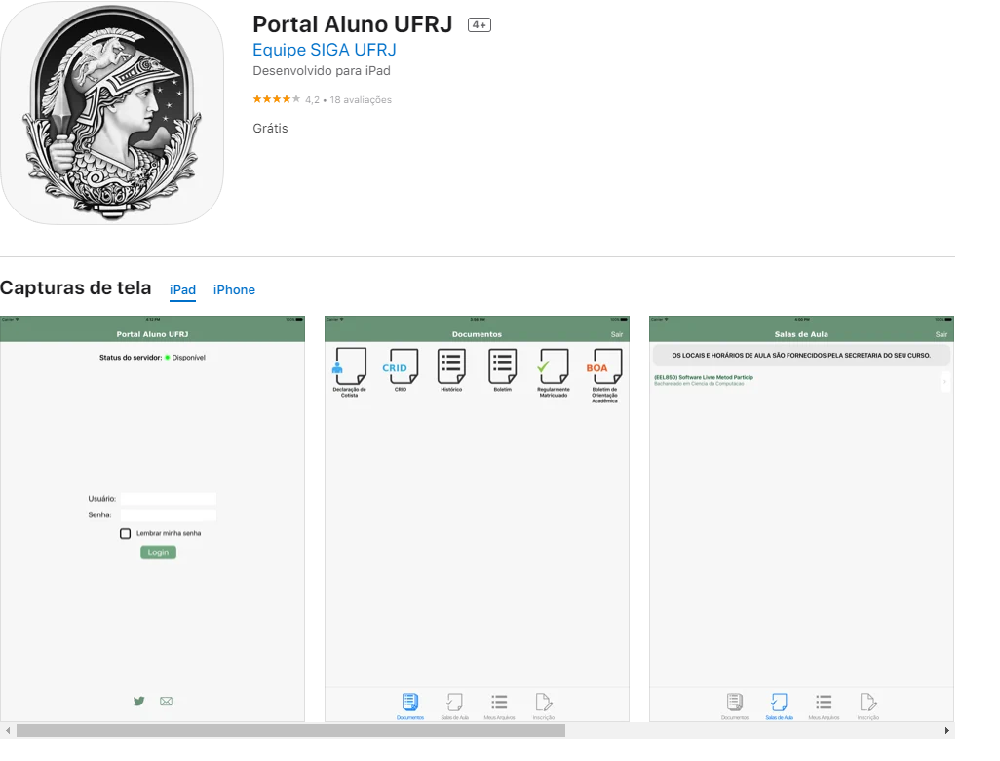 Portal Aluno UFRJ 4+
Equipe SIGA UFRJ
Desenvolvido para iPad
4,2 • 18 avaliações
Grátis
Capturas de tela iPad iPhone
Portal Aluno UFRJ
Status do servidor: Disponível
Usuário:
Senha:
Lembrar minha senha
Login
Documentos Sair
CRID
BOA
Declaração de Cotista
CRID
Histórico
Boletim
Regularmente Matriculado
Boletim de Orientação Acadêmica
Documentos Salas de Aula Meus Arquivos Inscrição
Salas de Aula Sair
OS LOCAIS E HORÁRIOS DE AULA SÃO FORNECIDOS PELA SECRETARIA DO SEU CURSO.
(EEL850) Software Livre Metod Particip
Bacharelado em Ciencia da Computacao
Documentos Salas de Aula Meus Arquivos Inscrição